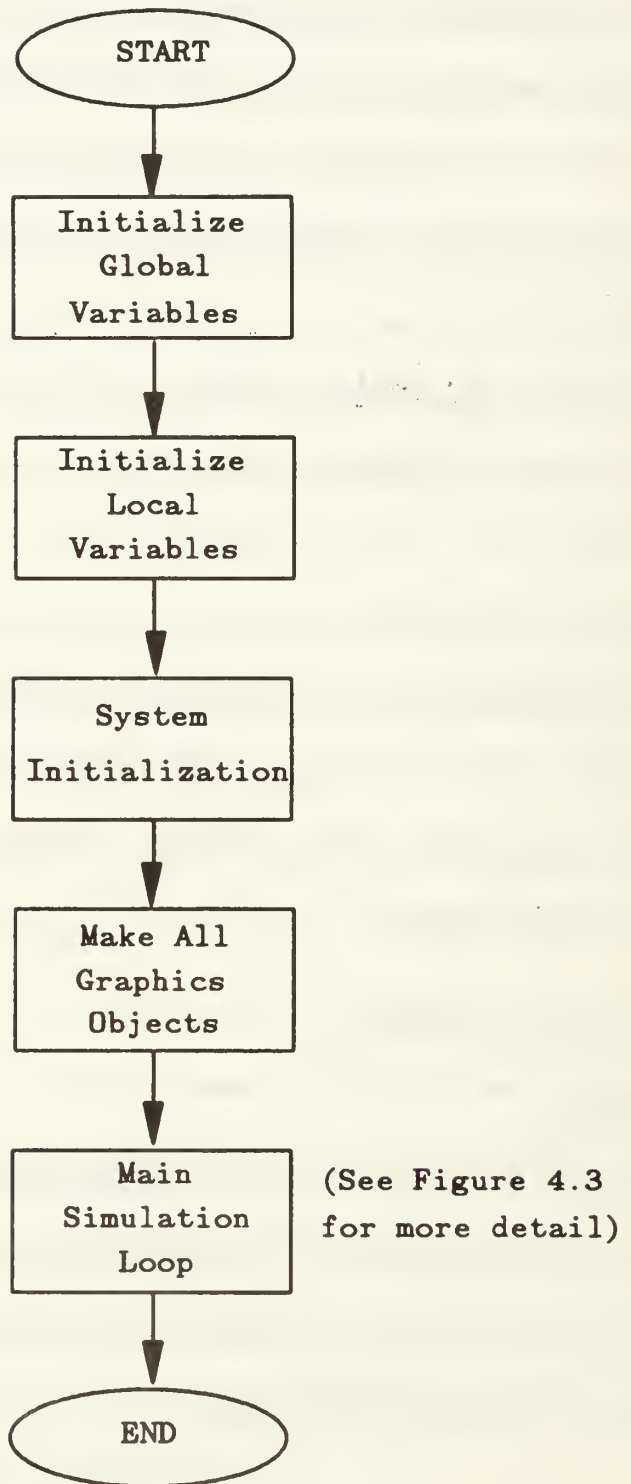 START
Initialize
Global
Variables
Initialize
Local
Variables
System
Initialization
Make All
Graphics
Objects
Main
Simulation
Loop
(See Figure 4.3
for more detail)
END